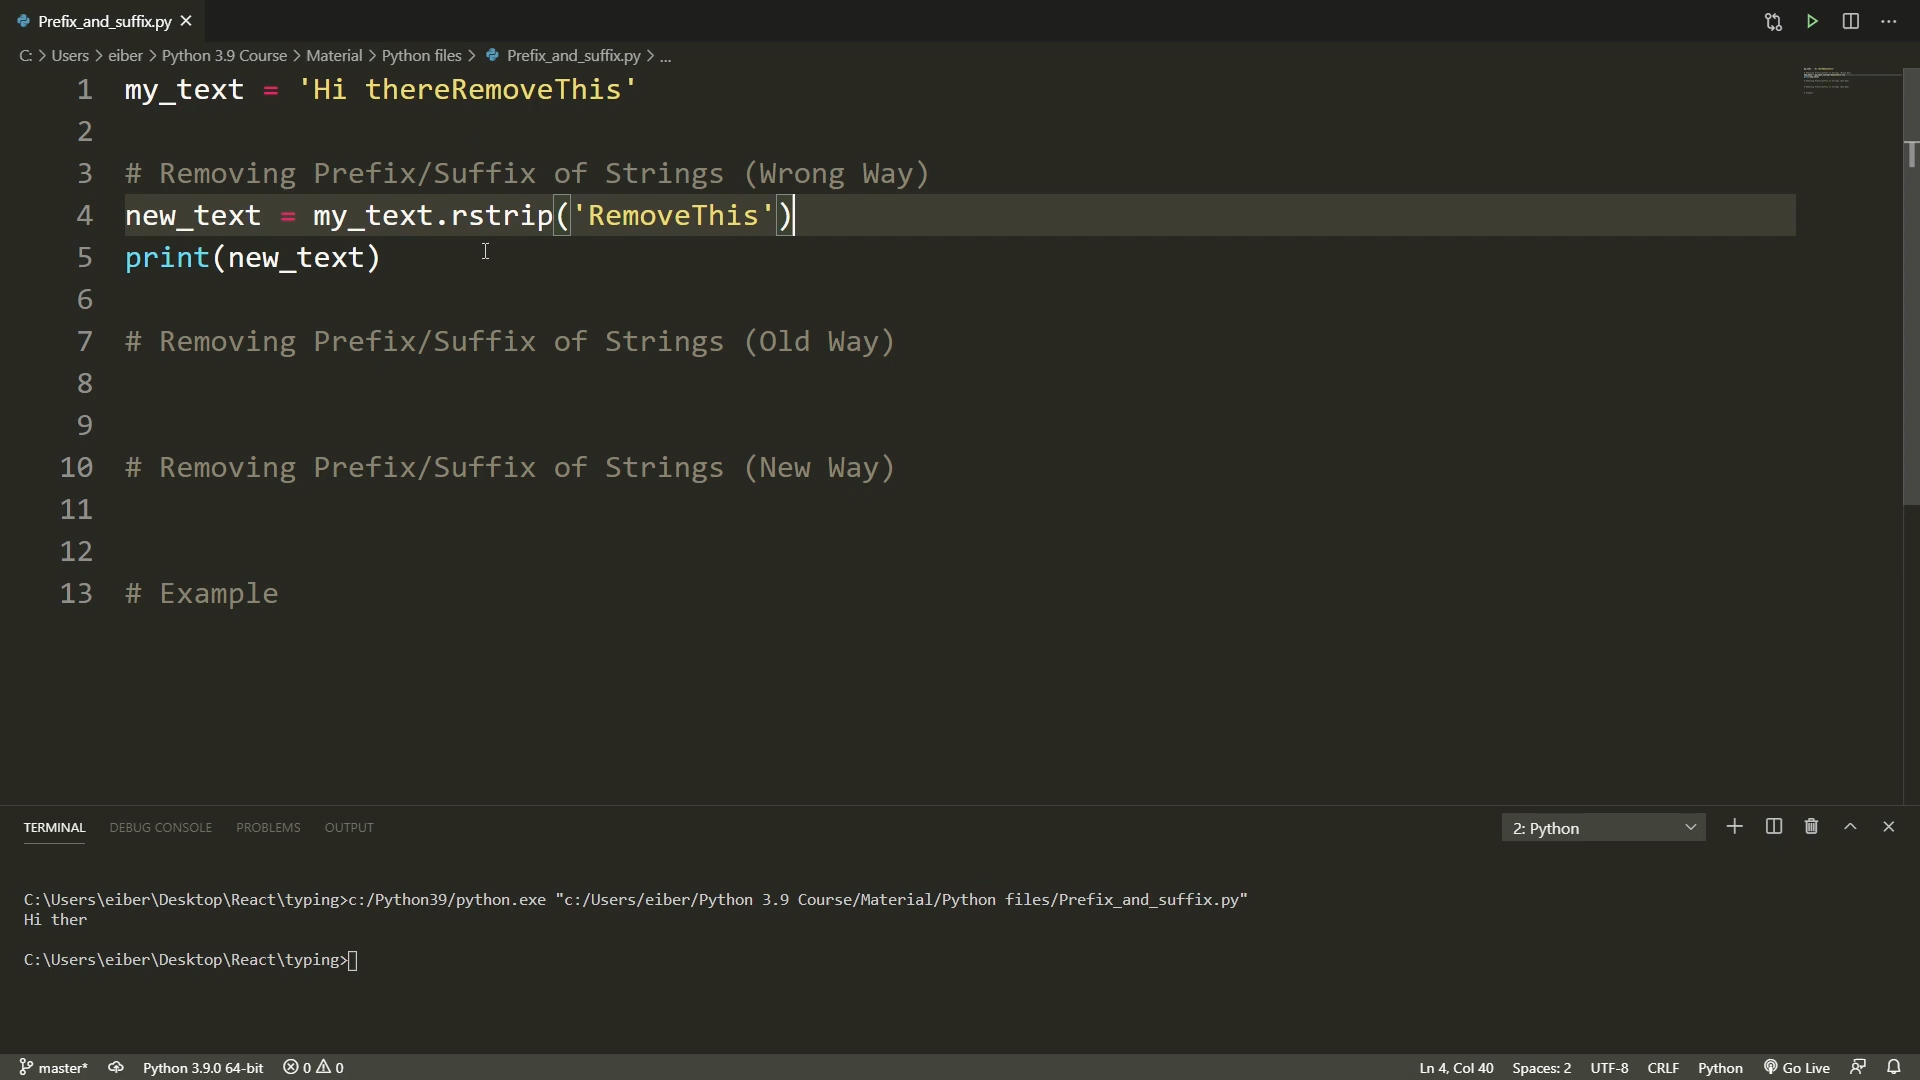 Prefix_and_suffix.py
C: > Users > eiber > Python 3.9 Course > Material > Python files > Prefix_and_suffix.py > ...
1 my_text = 'Hi thereRemoveThis'
2
3 # Removing Prefix/Suffix of Strings (Wrong Way)
4 new_text = my_text.rstrip('RemoveThis')
5 print(new_text)
6
7 # Removing Prefix/Suffix of Strings (Old Way)
8
9
10 # Removing Prefix/Suffix of Strings (New Way)
11
12
13 # Example
TERMINAL DEBUG CONSOLE PROBLEMS OUTPUT 2: Python
C:\Users\eiber\Desktop\React\typing>c:/Python39/python.exe "c:/Users/eiber/Python 3.9 Course/Material/Python files/Prefix_and_suffix.py"
Hi ther
C:\Users\eiber\Desktop\React\typing>
master* Python 3.9.0 64-bit 0 0 Ln 4, Col 40 Spaces: 2 UTF-8 CRLF Python Go Live